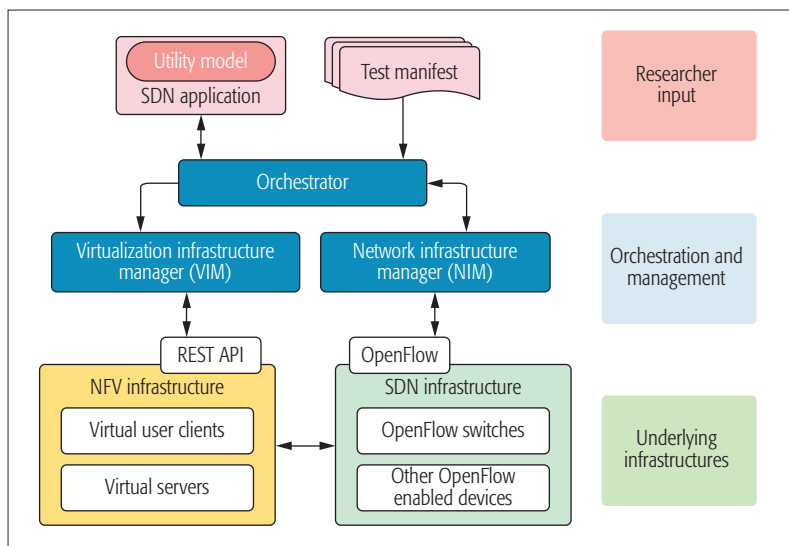 Utility model
SDN application
Test manifest
Researcher
input
Orchestrator
Virtualization infrastructure
manager (VIM)
Network infrastructure
manager (NIM)
Orchestration and
management
REST API
OpenFlow
NFV infrastructure
SDN infrastructure
Virtual user clients
OpenFlow switches
Virtual servers
Other OpenFlow
enabled devices
Underlying
infrastructures